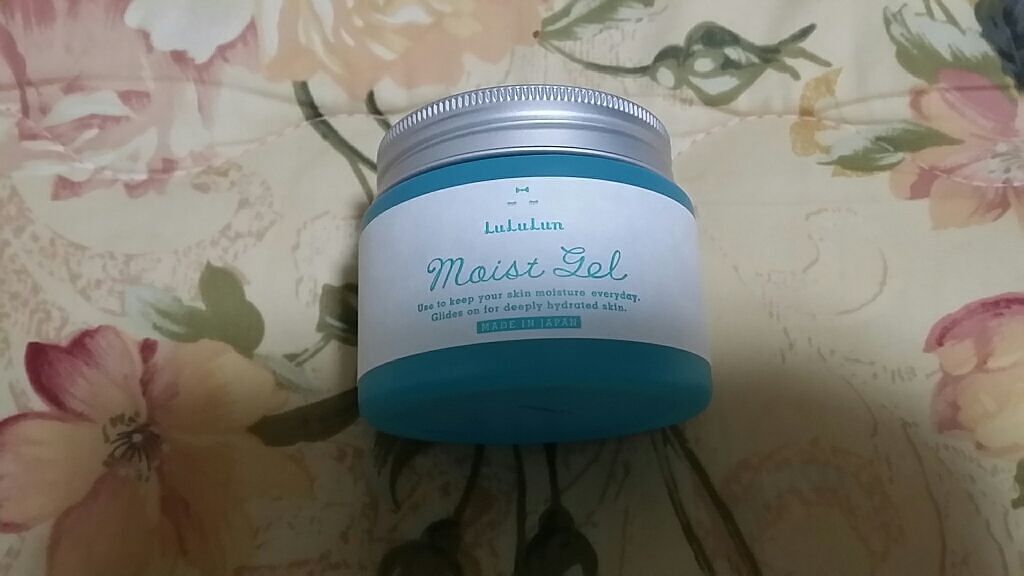 LuLuLun
Moist Gel
Use to keep your skin moisture everyday.
Glides on for deeply hydrated skin.
MADE IN JAPAN